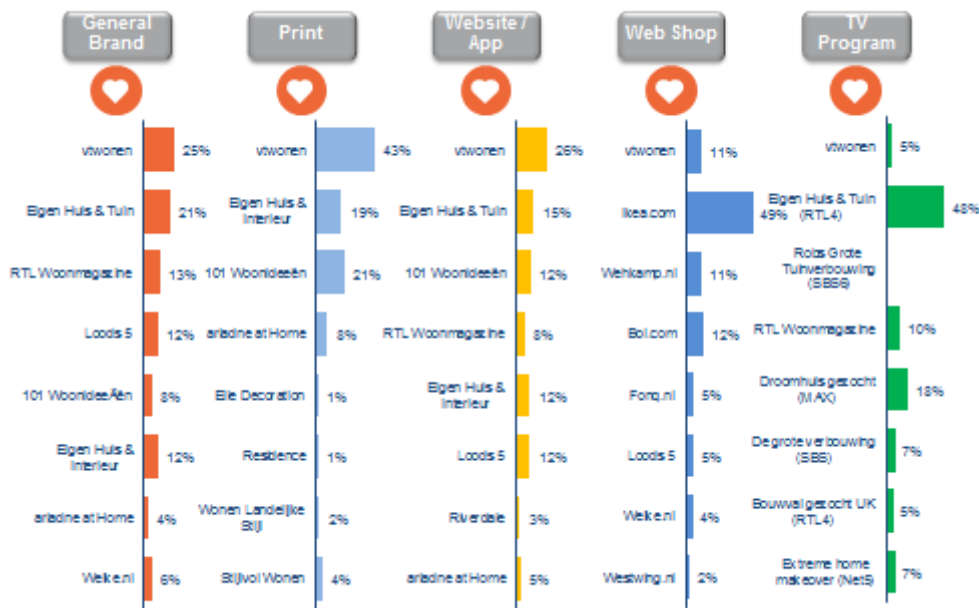 General
Brand
Print
Website /
App
Web Shop
TV
Program
vtwonen
25%
Eigen Huis & Tuin
21%
RTL Woonmagazine
13%
Loods 5
12%
101 WoonideeÃ«n
8%
Eigen Huis &
Interieur
12%
ariadne at Home
4%
Welke.nl
6%
vtwonen
43%
Eigen Huis &
Interieur
19%
101 Woonideeën
21%
ariadne at Home
8%
Elle Decoration
1%
Residence
1%
Wonen Landelijke
Stijl
2%
Stijlvol Wonen
4%
vtwonen
26%
Eigen Huis & Tuin
15%
101 Woonideeën
12%
RTL Woonmagazine
8%
Eigen Huis &
Interieur
12%
Loods 5
12%
Riverdale
3%
ariadne at Home
5%
vtwonen
11%
Ikea.com
49%
Wehkamp.nl
11%
Bol.com
12%
Fonq.nl
5%
Loods 5
5%
Welke.nl
4%
Westwing.nl
2%
vtwonen
5%
Eigen Huis & Tuin
(RTL4)
48%
Robs Grote
Tuinverbouwing
(SBS6)
RTL Woonmagazine
10%
Droomhuis gezocht
(MAX)
18%
De grote verbouwing
(SBS)
7%
Bouwval gezocht UK
(RTL4)
5%
Extreme home
makeover (Net5)
7%